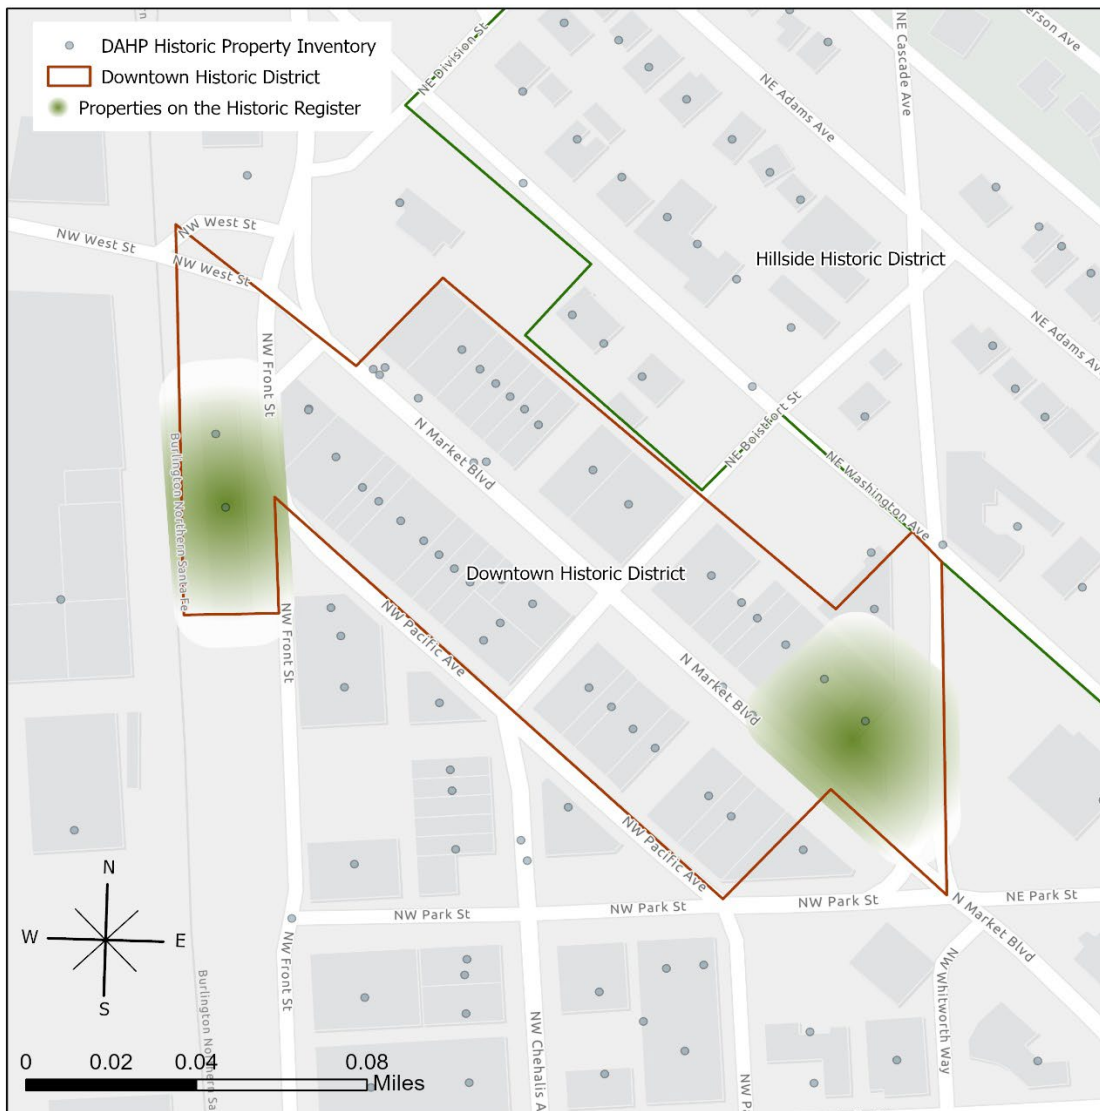 DAHP Historic Property Inventory
Downtown Historic District
Properties on the Historic Register
NE Division St
NE Cascade Ave
erson Ave
NE Adams Ave
NW West St
NW West St
NW West St
Hillside Historic District
NE Adams Ave
NW Front St
N Market Blvd
NE Boistfort St
NE Washington Ave
Burlington Northern Santa Fe
Downtown Historic District
NW Front St
NW Pacific Ave
N Market Blvd
NW Pacific Ave
NW Park St
NW Park St
NW Park St
NE Park St
N Market Blvd
N
W
E
S
NW Front St
Burlington Northern Sa
NW Chehalis A
NW P
NW Whitworth Way
0 0.02 0.04 0.08
Miles